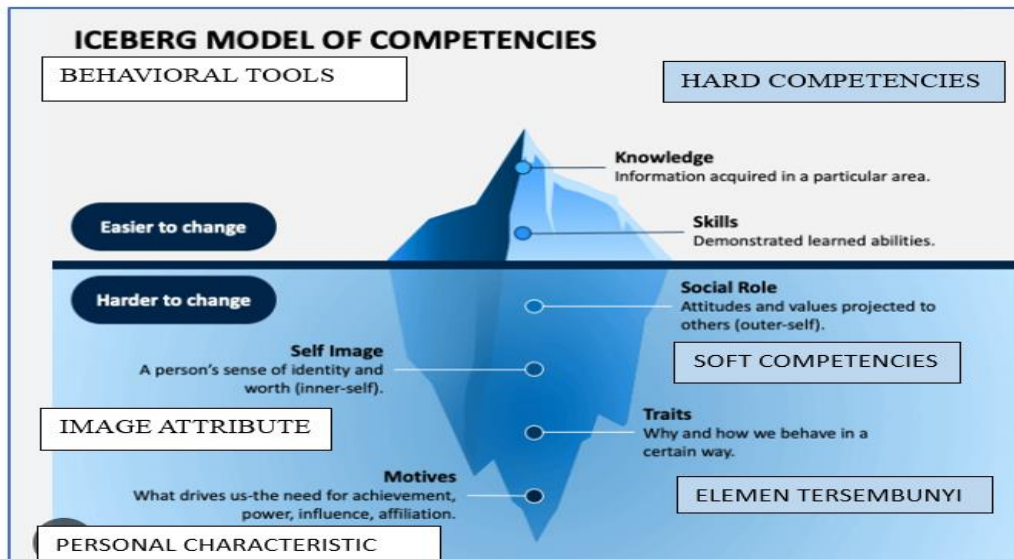 ICEBERG MODEL OF COMPETENCIES
BEHAVIORAL TOOLS
HARD COMPETENCIES
Knowledge
Information acquired in a particular area.
Easier to change
Skills
Demonstrated learned abilities.
Harder to change
Social Role
Attitudes and values projected to
others (outer-self).
Self Image
A person's sense of identity and
worth (inner-self).
SOFT COMPETENCIES
IMAGE ATTRIBUTE
Traits
Why and how we behave in a
certain way.
Motives
What drives us-the need for achievement,
power, influence, affiliation.
ELEMEN TERSEMBUNYI
PERSONAL CHARACTERISTIC